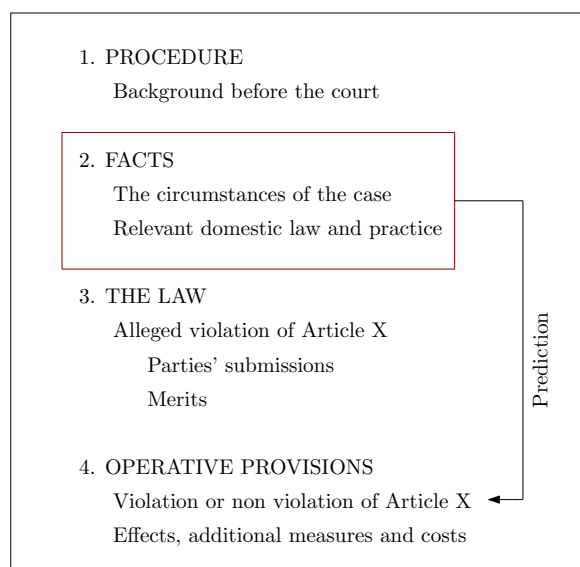 1. PROCEDURE
Background before the court
2. FACTS
The circumstances of the case
Relevant domestic law and practice
3. THE LAW
Alleged violation of Article X
Parties' submissions
Merits
Prediction
4. OPERATIVE PROVISIONS
Violation or non violation of Article X
Effects, additional measures and costs